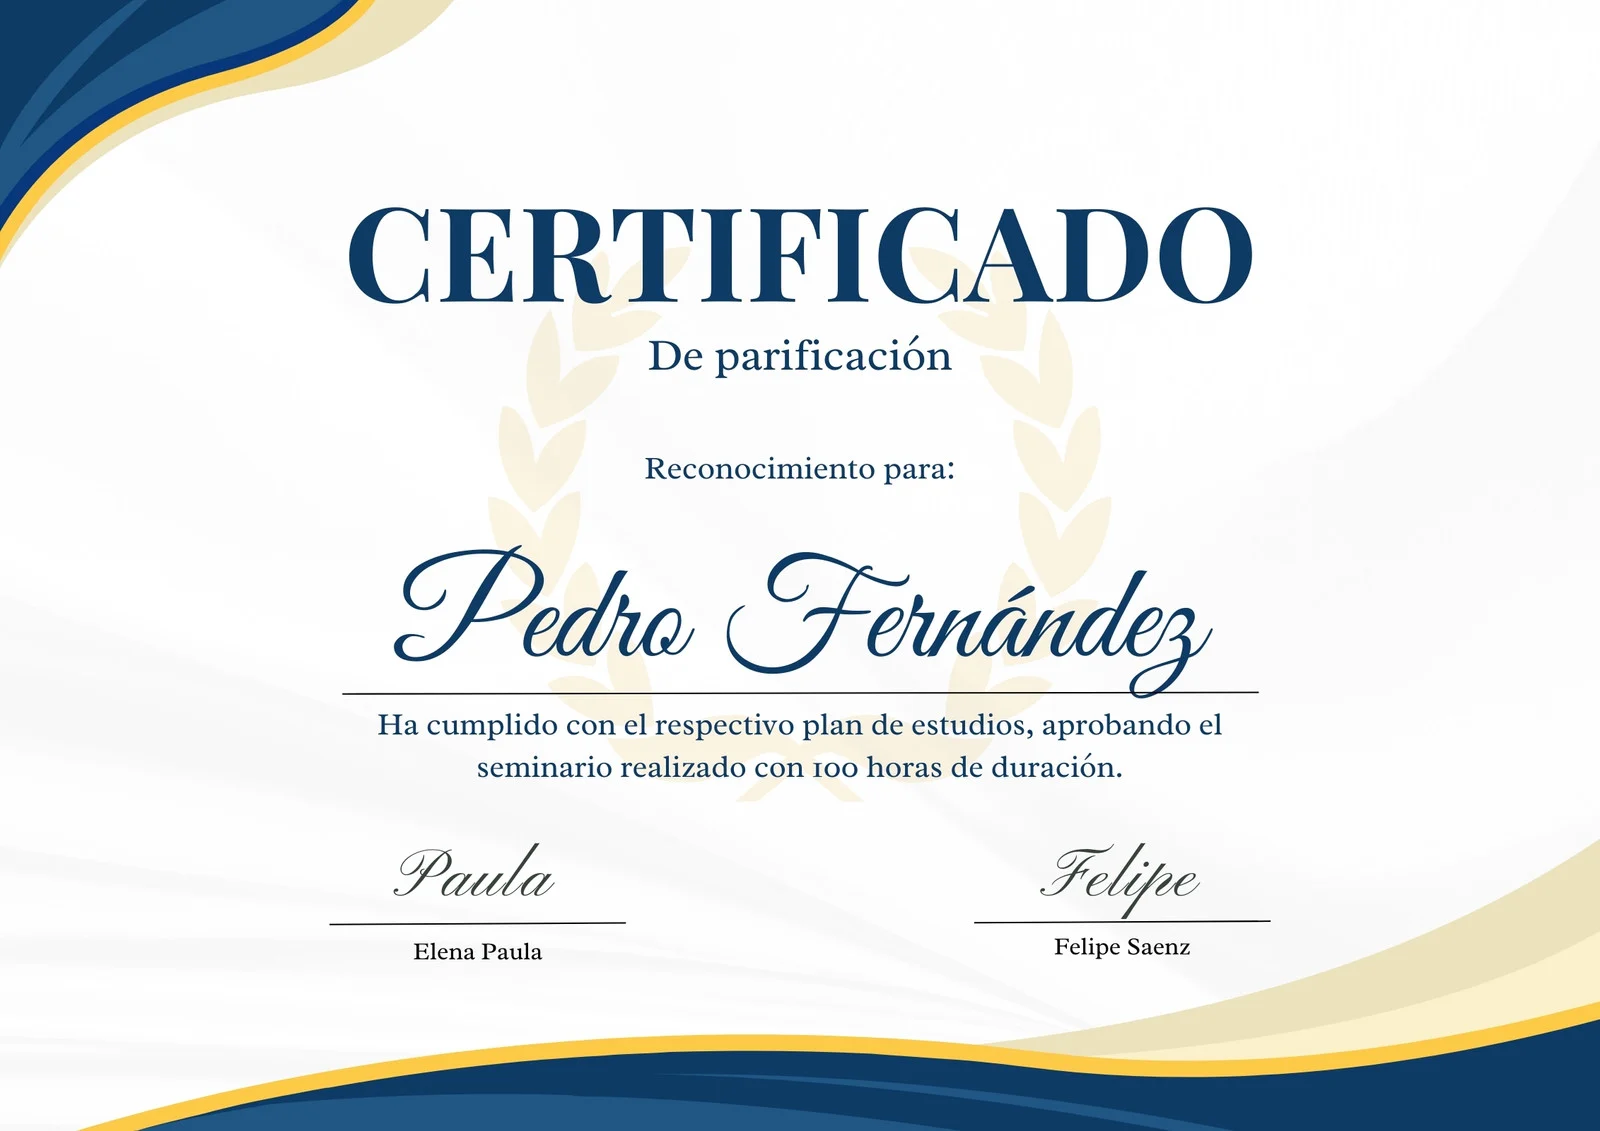 CERTIFICADO
De parificación
Reconocimiento para:
Pedro Fernández
Ha cumplido con el respectivo plan de estudios, aprobando el
seminario realizado con 100 horas de duración.
Paula
Felipe
Elena Paula
Felipe Saenz